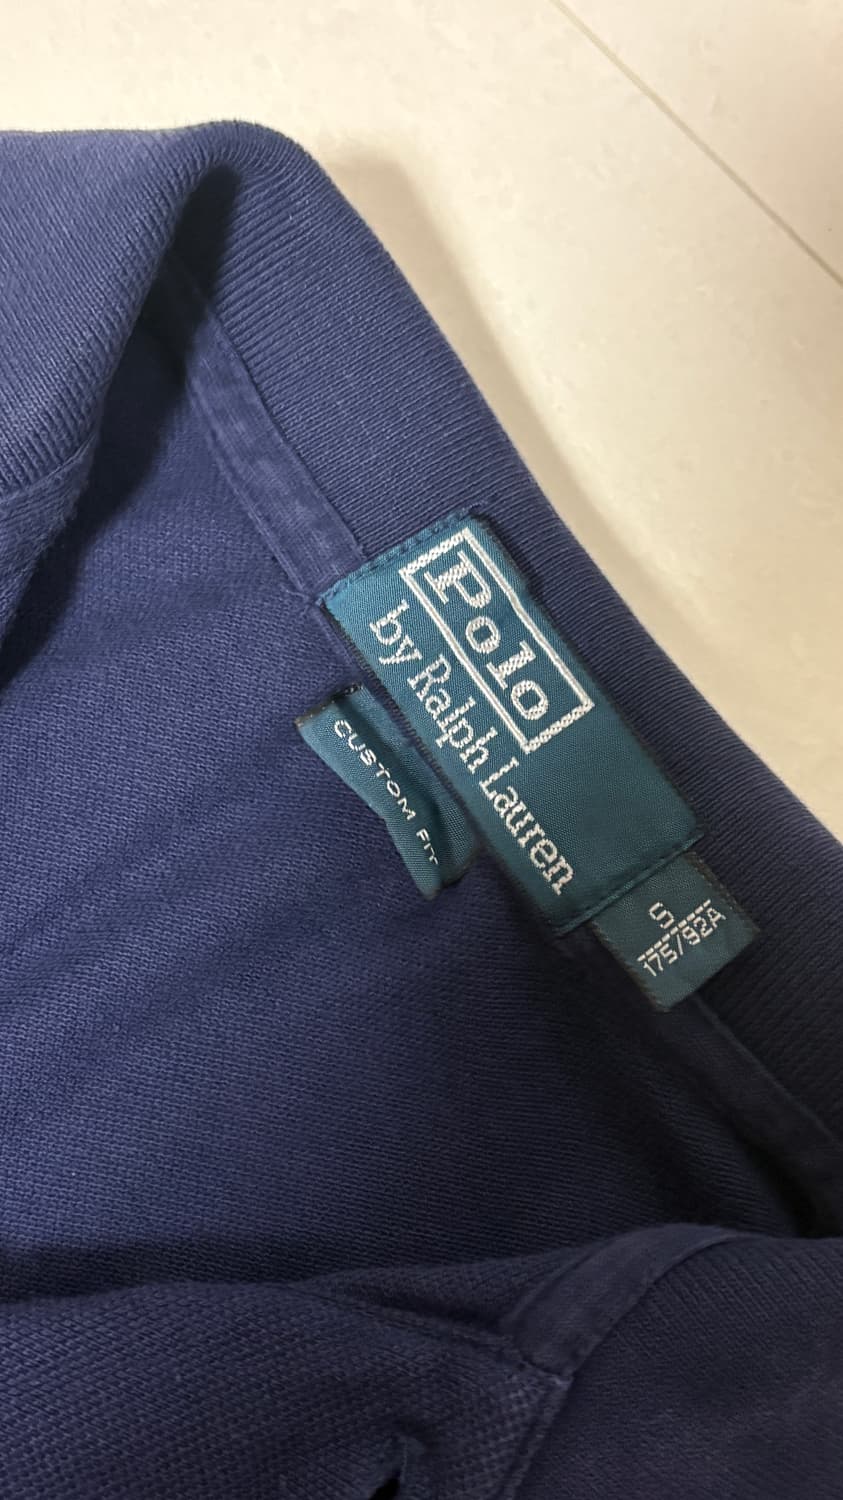 Polo
by Ralph Lauren
CUSTOM FIT
S
175/92A